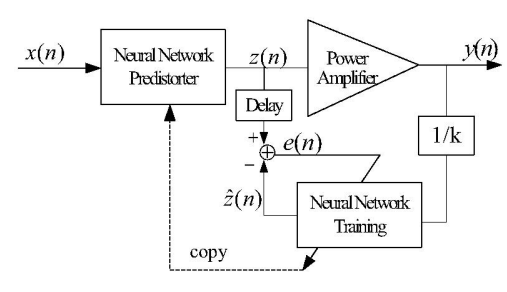 x(n)
Neural Network
Predistorter
z(n)
Power
Amplifier
y(n)
Delay
1/k
+
e(n)
−
ẑ(n)
Neural Network
Training
copy